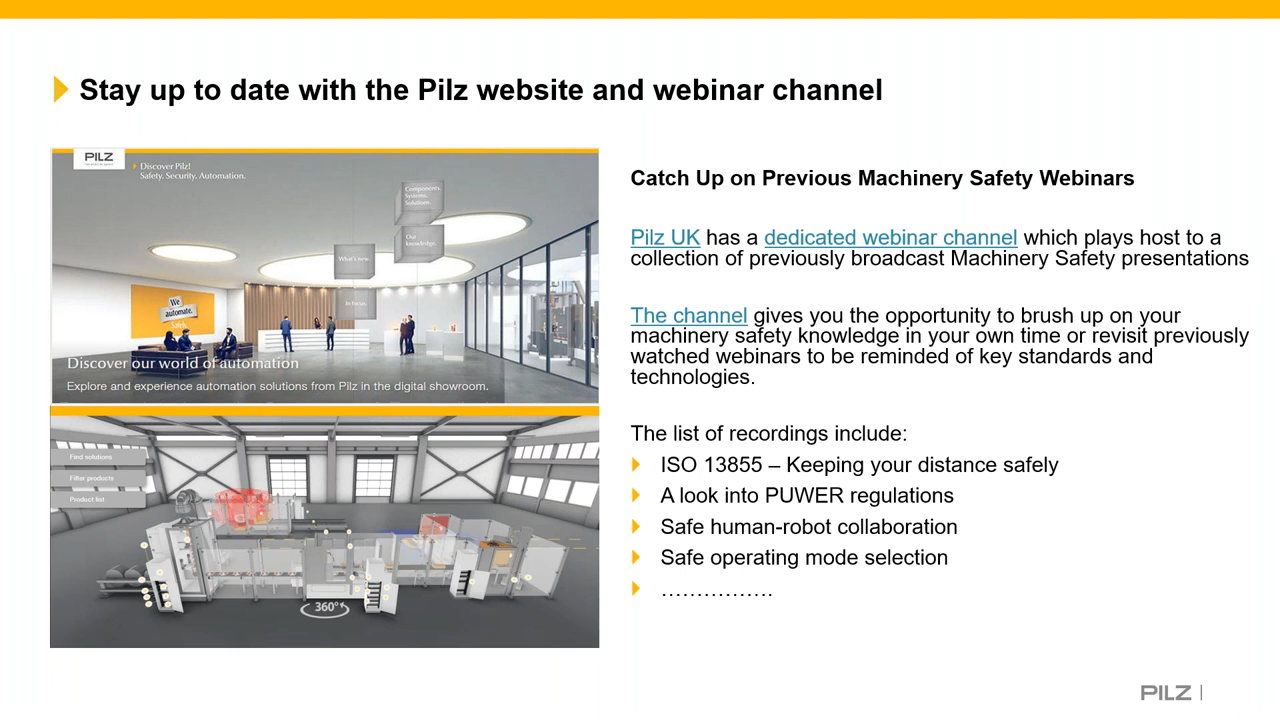 Stay up to date with the Pilz website and webinar channel
PILZ
Discover Pilz!
Safety. Security. Automation.
Components.
Systems.
Solutions.
Our
knowledge.
What's new.
In focus.
We
automate.
Safely.
Discover our world of automation
Explore and experience automation solutions from Pilz in the digital showroom.
Find solutions
Filter products
Product list
360°
Catch Up on Previous Machinery Safety Webinars
Pilz UK has a dedicated webinar channel which plays host to a
collection of previously broadcast Machinery Safety presentations
The channel gives you the opportunity to brush up on your
machinery safety knowledge in your own time or revisit previously
watched webinars to be reminded of key standards and
technologies.
The list of recordings include:
ISO 13855 – Keeping your distance safely
A look into PUWER regulations
Safe human-robot collaboration
Safe operating mode selection
…………….
PILZ